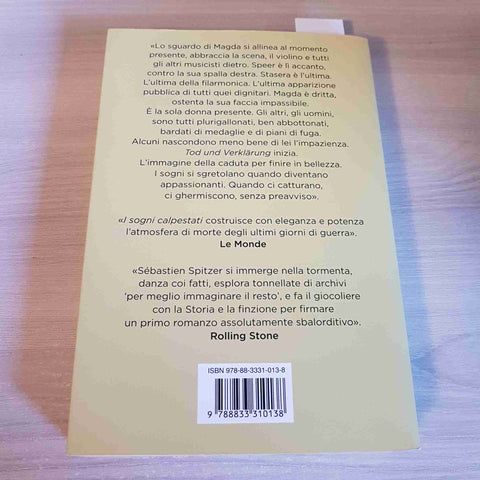 «Lo sguardo di Magda si allinea al momento
presente, abbraccia la scena, il violino e tutti
gli altri musicisti dietro. Speer è lì accanto,
contro la sua spalla destra. Stasera è l'ultima.
L'ultima della filarmonica. L'ultima apparizione
pubblica di tutti quei dignitari. Magda è dritta,
ostenta la sua faccia impassibile.
È la sola donna presente. Gli altri, gli uomini,
sono tutti plurigallonati, ben abbottonati,
bardati di medaglie e di piani di fuga.
Alcuni nascondono meno bene di lei l'impazienza.
Tod und Verklärung inizia.
L'immagine della caduta per finire in bellezza.
I sogni si sgretolano quando diventano
appassionanti. Quando ci catturano,
ci ghermiscono, senza preavviso».
«I sogni calpestati costruisce con eleganza e potenza
l'atmosfera di morte degli ultimi giorni di guerra».
Le Monde
«Sébastien Spitzer si immerge nella tormenta,
danza coi fatti, esplora tonnellate di archivi
'per meglio immaginare il resto', e fa il giocoliere
con la Storia e la finzione per firmare
un primo romanzo assolutamente sbalorditivo».
Rolling Stone
ISBN 978-88-3331-013-8
9 788833 310138